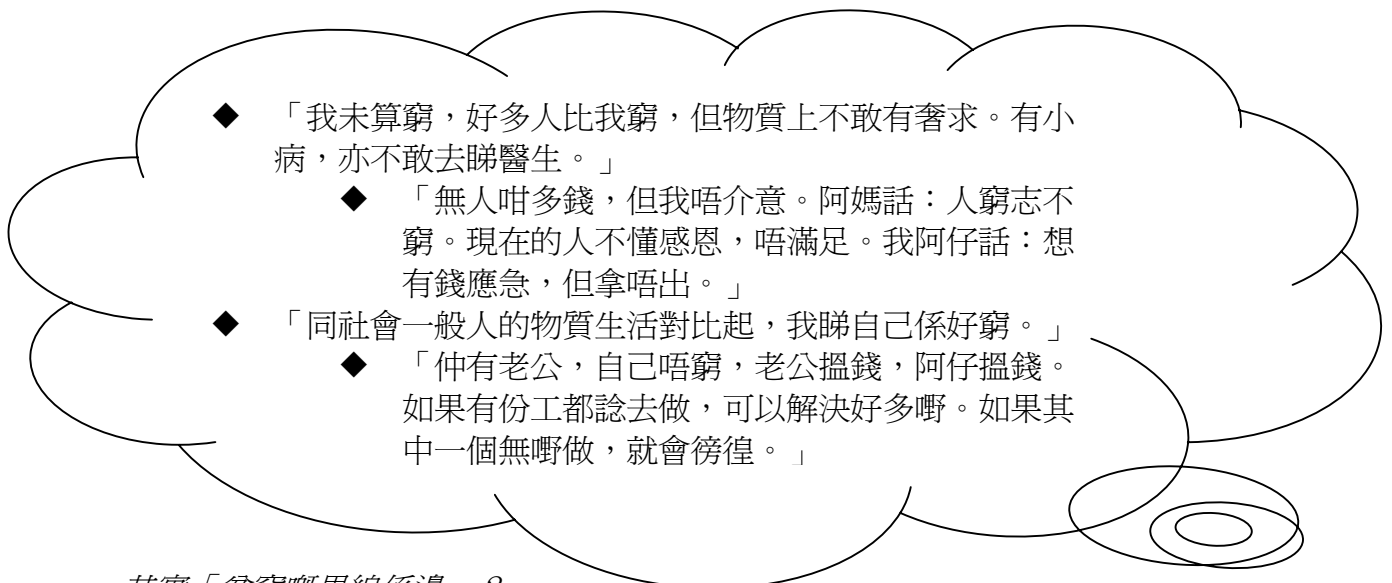 ◆ 「我未算窮，好多人比我窮，但物質上不敢有奢求。有小
病，亦不敢去睇醫生。」
◆ 「無人咁多錢，但我唔介意。阿媽話：人窮志不
窮。現在的人不懂感恩，唔滿足。我阿仔話：想
有錢應急，但拿唔出。」
◆ 「同社會一般人的物質生活對比起，我睇自己係好窮。」
◆ 「仲有老公，自己唔窮，老公搵錢，阿仔搵錢。
如果有份工都諗去做，可以解決好多嘢。如果其
中一個無嘢做，就會徬徨。」